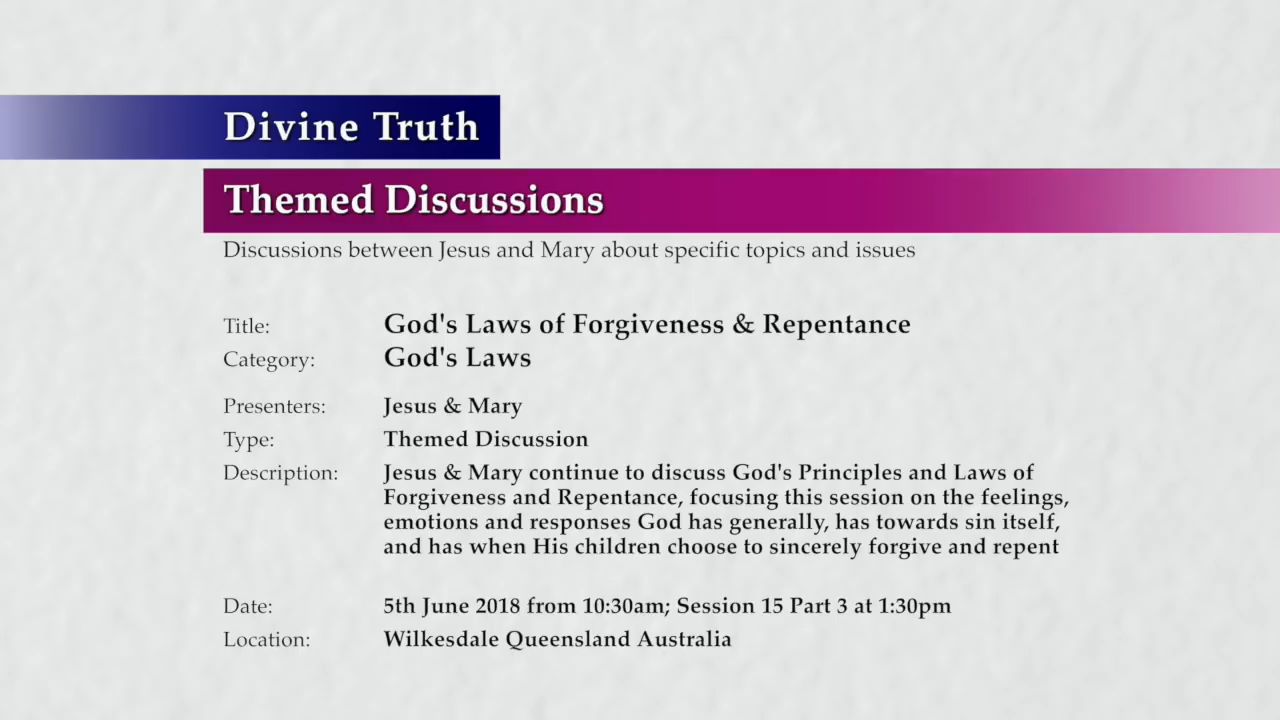 Divine Truth
Themed Discussions
Discussions between Jesus and Mary about specific topics and issues
Title: God's Laws of Forgiveness & Repentance
Category: God's Laws
Presenters: Jesus & Mary
Type: Themed Discussion
Description: Jesus & Mary continue to discuss God's Principles and Laws of
Forgiveness and Repentance, focusing this session on the feelings,
emotions and responses God has generally, has towards sin itself,
and has when His children choose to sincerely forgive and repent
Date: 5th June 2018 from 10:30am; Session 15 Part 3 at 1:30pm
Location: Wilkesdale Queensland Australia